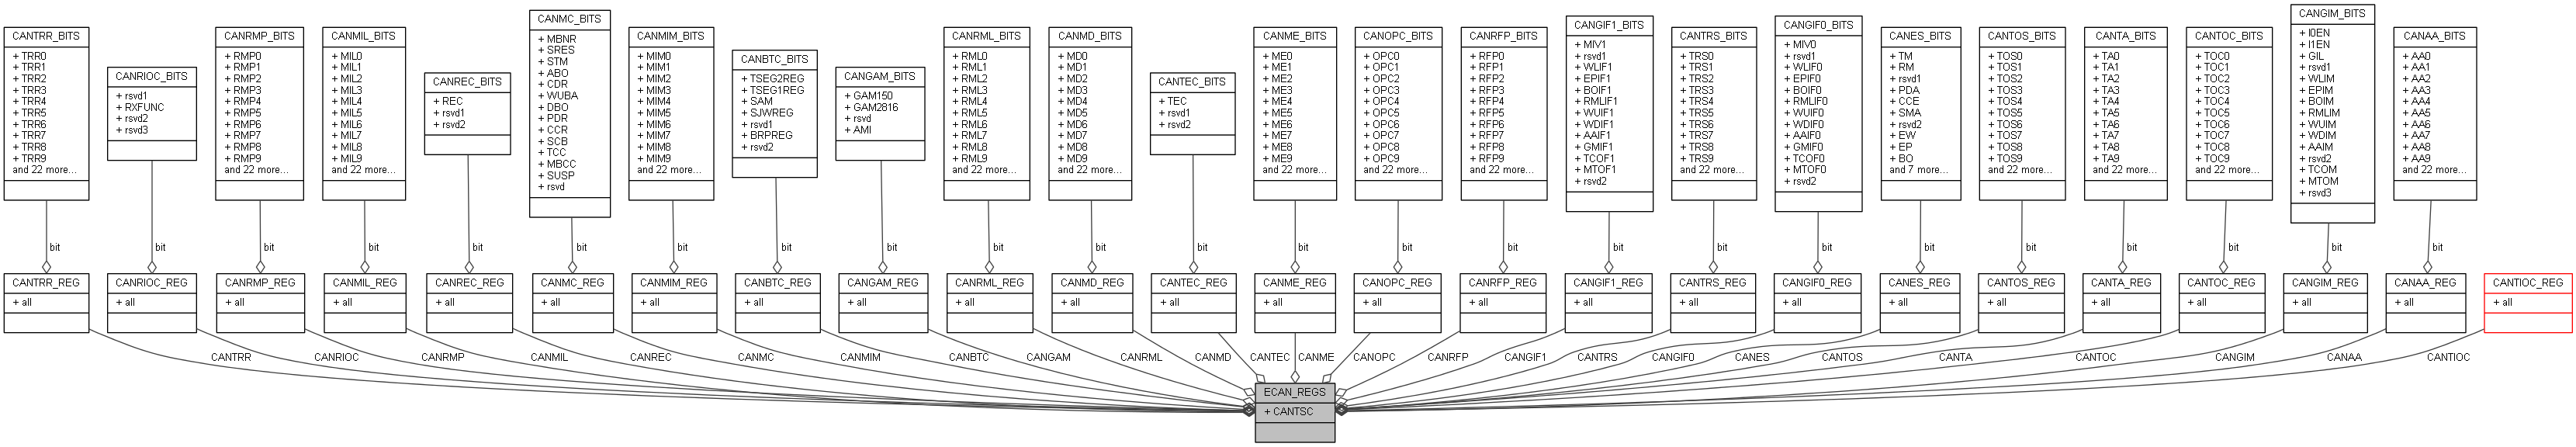 CANTRR_BITS
+ TRR0
+ TRR1
+ TRR2
+ TRR3
+ TRR4
+ TRR5
+ TRR6
+ TRR7
+ TRR8
+ TRR9
and 22 more...
CANRIOC_BITS
+ rsvd1
+ RXFUNC
+ rsvd2
+ rsvd3
CANRMP_BITS
+ RMP0
+ RMP1
+ RMP2
+ RMP3
+ RMP4
+ RMP5
+ RMP6
+ RMP7
+ RMP8
+ RMP9
and 22 more...
CANMIL_BITS
+ MIL0
+ MIL1
+ MIL2
+ MIL3
+ MIL4
+ MIL5
+ MIL6
+ MIL7
+ MIL8
+ MIL9
and 22 more...
CANREC_BITS
+ REC
+ rsvd1
+ rsvd2
CANMC_BITS
+ MBNR
+ SRES
+ STM
+ ABO
+ CDR
+ WUBA
+ DBO
+ PDR
+ CCR
+ SCB
+ TCC
+ MBCC
+ SUSP
+ rsvd
CANMIM_BITS
+ MIM0
+ MIM1
+ MIM2
+ MIM3
+ MIM4
+ MIM5
+ MIM6
+ MIM7
+ MIM8
+ MIM9
and 22 more...
CANBTC_BITS
+ TSEG2REG
+ TSEG1REG
+ SAM
+ SJWREG
+ rsvd1
+ BRPREG
+ rsvd2
CANGAM_BITS
+ GAM150
+ GAM2816
+ rsvd
+ AMI
CANRML_BITS
+ RML0
+ RML1
+ RML2
+ RML3
+ RML4
+ RML5
+ RML6
+ RML7
+ RML8
+ RML9
and 22 more...
CANMD_BITS
+ MD0
+ MD1
+ MD2
+ MD3
+ MD4
+ MD5
+ MD6
+ MD7
+ MD8
+ MD9
and 22 more...
CANTEC_BITS
+ TEC
+ rsvd1
+ rsvd2
CANME_BITS
+ ME0
+ ME1
+ ME2
+ ME3
+ ME4
+ ME5
+ ME6
+ ME7
+ ME8
+ ME9
and 22 more...
CANOPC_BITS
+ OPC0
+ OPC1
+ OPC2
+ OPC3
+ OPC4
+ OPC5
+ OPC6
+ OPC7
+ OPC8
+ OPC9
and 22 more...
CANRFP_BITS
+ RFP0
+ RFP1
+ RFP2
+ RFP3
+ RFP4
+ RFP5
+ RFP6
+ RFP7
+ RFP8
+ RFP9
and 22 more...
CANGIF1_BITS
+ MIV1
+ rsvd1
+ WLIF1
+ EPIF1
+ BOIF1
+ RMLIF1
+ WUIF1
+ WDIF1
+ AAIF1
+ GMIF1
+ TCOF1
+ MTOF1
+ rsvd2
CANTRS_BITS
+ TRS0
+ TRS1
+ TRS2
+ TRS3
+ TRS4
+ TRS5
+ TRS6
+ TRS7
+ TRS8
+ TRS9
and 22 more...
CANGIF0_BITS
+ MIV0
+ rsvd1
+ WLIF0
+ EPIF0
+ BOIF0
+ RMLIF0
+ WUIF0
+ WDIF0
+ AAIF0
+ GMIF0
+ TCOF0
+ MTOF0
+ rsvd2
CANES_BITS
+ TM
+ RM
+ rsvd1
+ PDA
+ CCE
+ SMA
+ rsvd2
+ EW
+ EP
+ BO
and 7 more...
CANTOS_BITS
+ TOS0
+ TOS1
+ TOS2
+ TOS3
+ TOS4
+ TOS5
+ TOS6
+ TOS7
+ TOS8
+ TOS9
and 22 more...
CANTA_BITS
+ TA0
+ TA1
+ TA2
+ TA3
+ TA4
+ TA5
+ TA6
+ TA7
+ TA8
+ TA9
and 22 more...
CANTOC_BITS
+ TOC0
+ TOC1
+ TOC2
+ TOC3
+ TOC4
+ TOC5
+ TOC6
+ TOC7
+ TOC8
+ TOC9
and 22 more...
CANGIM_BITS
+ I0EN
+ I1EN
+ GIL
+ rsvd1
+ WLIM
+ EPIM
+ BOIM
+ RMLIM
+ WUIM
+ WDIM
+ AAIM
+ rsvd2
+ TCOM
+ MTOM
+ rsvd3
CANAA_BITS
+ AA0
+ AA1
+ AA2
+ AA3
+ AA4
+ AA5
+ AA6
+ AA7
+ AA8
+ AA9
and 22 more...
bit bit bit bit bit bit bit bit bit bit bit bit bit bit bit bit bit bit bit bit bit bit bit bit
CANTRR_REG
+ all
CANRIOC_REG
+ all
CANRMP_REG
+ all
CANMIL_REG
+ all
CANREC_REG
+ all
CANMC_REG
+ all
CANMIM_REG
+ all
CANBTC_REG
+ all
CANGAM_REG
+ all
CANRML_REG
+ all
CANMD_REG
+ all
CANTEC_REG
+ all
CANME_REG
+ all
CANOPC_REG
+ all
CANRFP_REG
+ all
CANGIF1_REG
+ all
CANTRS_REG
+ all
CANGIF0_REG
+ all
CANES_REG
+ all
CANTOS_REG
+ all
CANTA_REG
+ all
CANTOC_REG
+ all
CANGIM_REG
+ all
CANAA_REG
+ all
CANTIOC_REG
+ all
CANTRR CANRIOC CANRMP CANMIL CANREC CANMC CANMIM CANBTC CANGAM CANRML CANMD CANTEC CANME CANOPC CANRFP CANGIF1 CANTRS CANGIF0 CANES CANTOS CANTA CANTOC CANGIM CANAA CANTIOC
ECAN_REGS
+ CANTSC